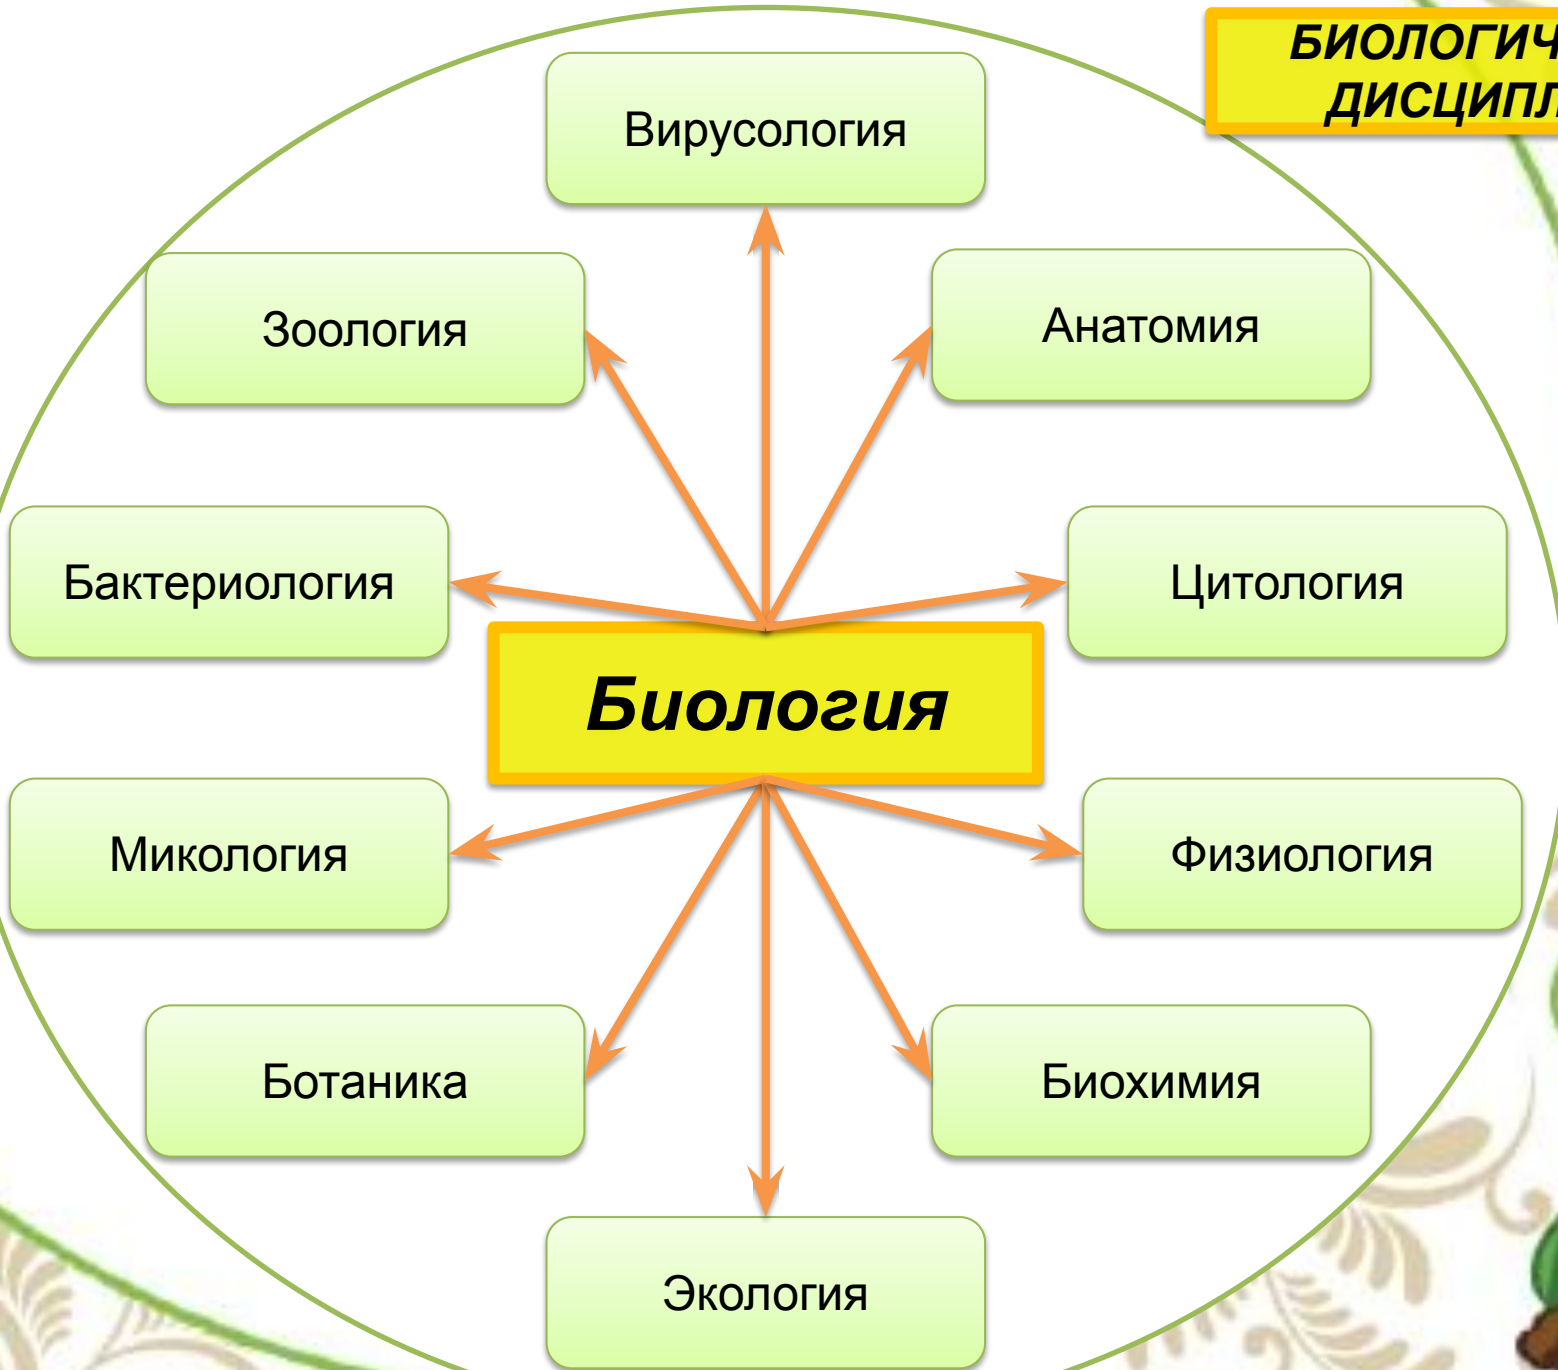 БИОЛОГИЧ
ДИСЦИПЛ
Вирусология
Зоология
Анатомия
Бактериология
Цитология
Биология
Микология
Физиология
Ботаника
Биохимия
Экология